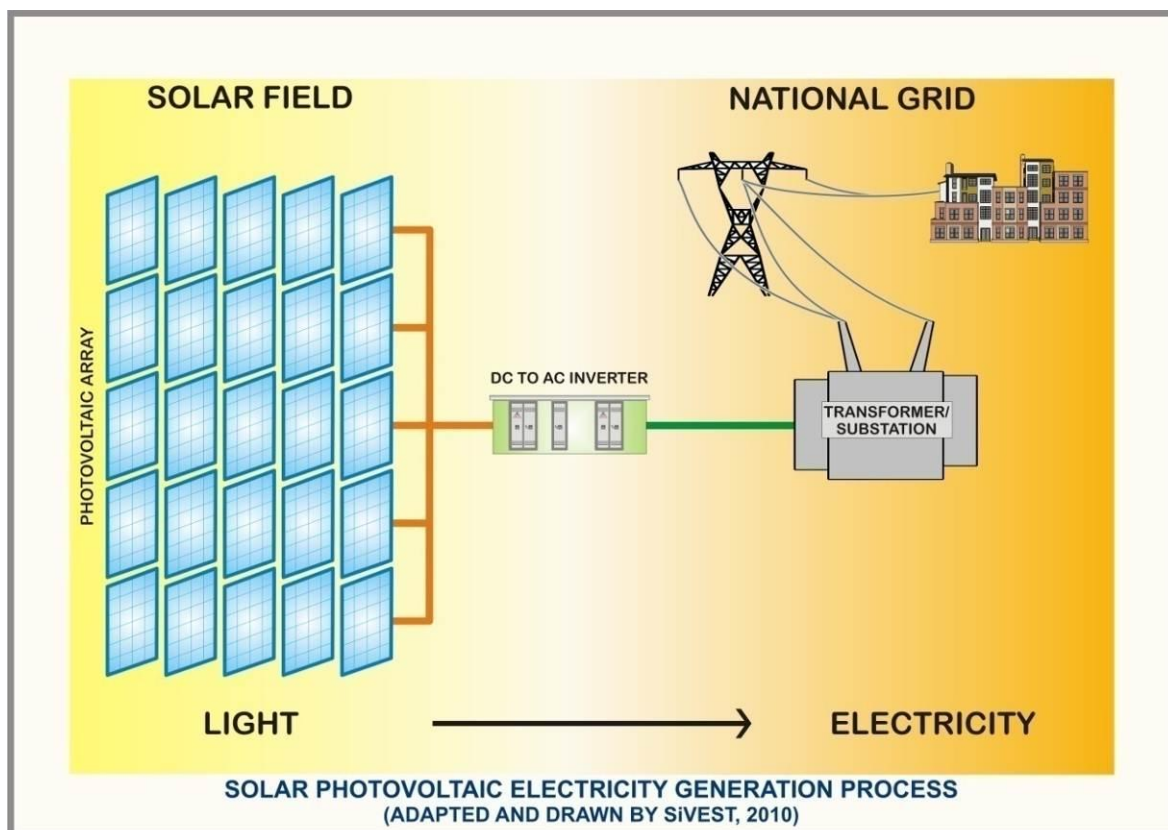 SOLAR FIELD
NATIONAL GRID
PHOTOVOLTAIC ARRAY
DC TO AC INVERTER
TRANSFORMER/
SUBSTATION
LIGHT
ELECTRICITY
SOLAR PHOTOVOLTAIC ELECTRICITY GENERATION PROCESS
(ADAPTED AND DRAWN BY SiVEST, 2010)